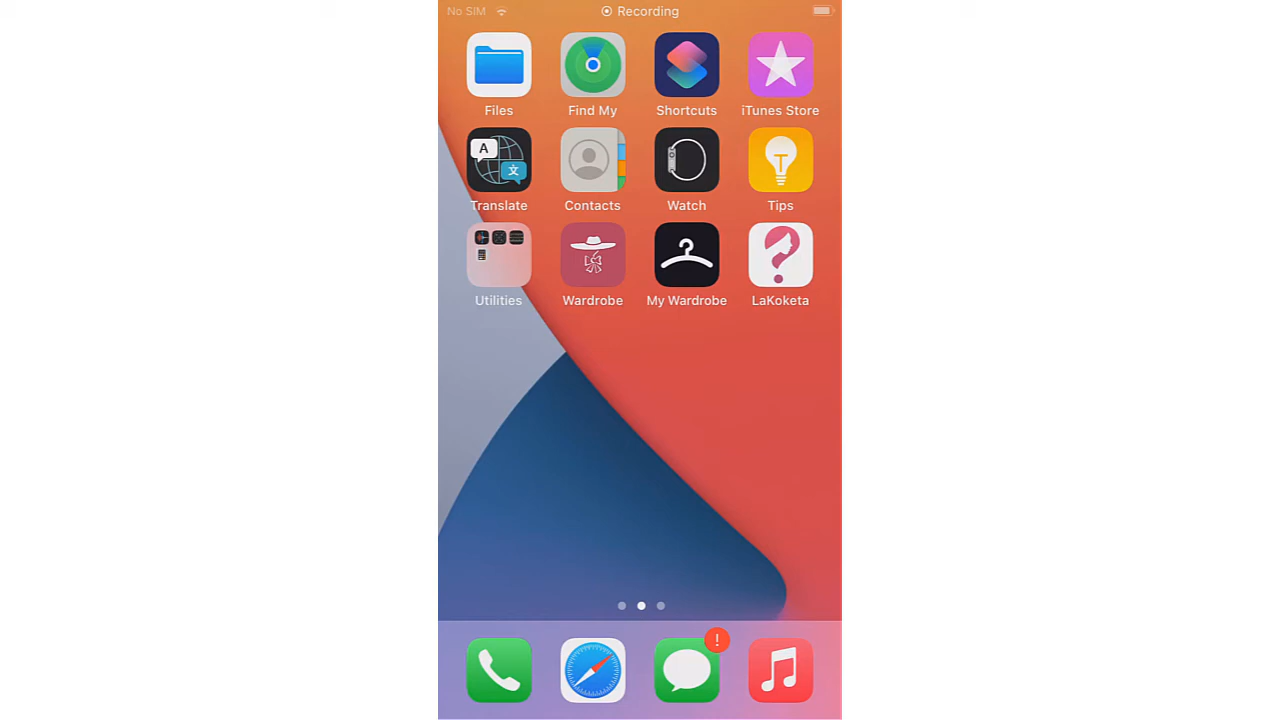 No SIM Recording
Files Find My Shortcuts iTunes Store
A 文
T
Translate Contacts Watch Tips
?
Utilities Wardrobe My Wardrobe LaKoketa
!